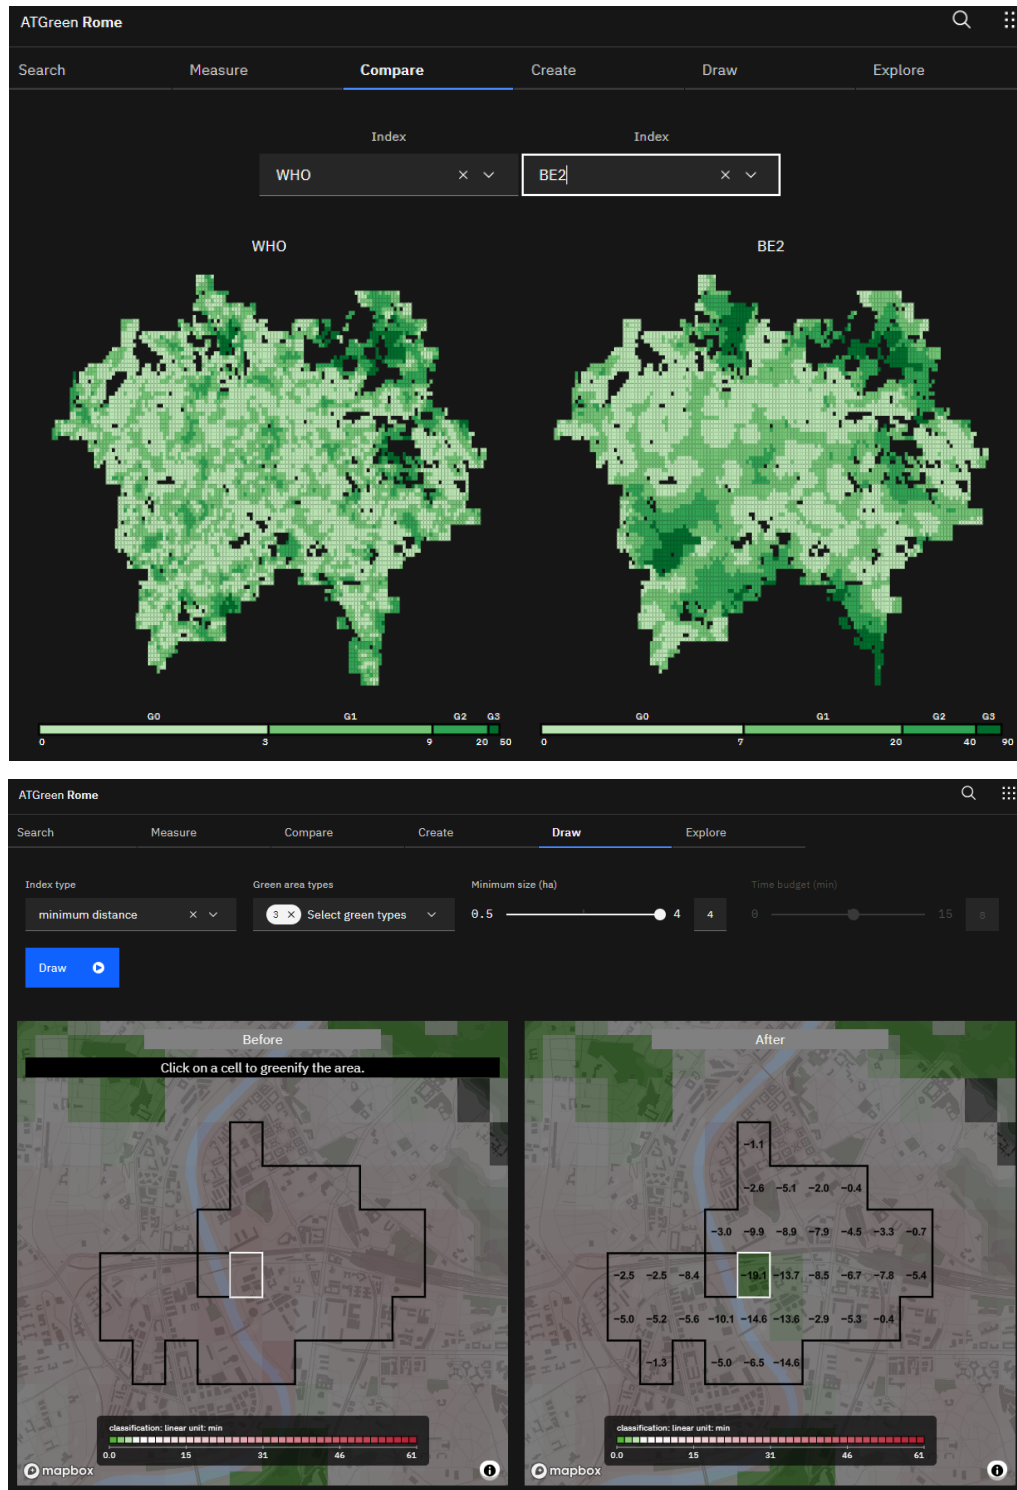 ATGreen Rome
Search Measure Compare Create Draw Explore
Index Index
WHO BE2
WHO BE2
G0 G1 G2 G3 G0 G1 G2 G3
0 3 9 20 50 0 7 20 40 90
ATGreen Rome
Search Measure Compare Create Draw Explore
Index type Green area types Minimum size (ha) Time budget (min)
minimum distance 3 Select green types 0.5 4 4 0 15 8
Draw
Before After
Click on a cell to greenify the area.
−1.1
−2.6 −5.1 −2.0 −0.4
−3.0 −9.9 −8.9 −7.9 −4.5 −3.3 −0.7
−2.5 −2.5 −8.4 −19.1 −13.7 −8.5 −6.7 −7.8 −5.4
−5.0 −5.2 −5.6 −10.1 −14.6 −13.6 −2.9 −5.3 −0.4
−1.3 −5.0 −6.5 −14.6
classification: linear unit: min classification: linear unit: min
0.0 15 31 46 61 0.0 15 31 46 61
mapbox mapbox